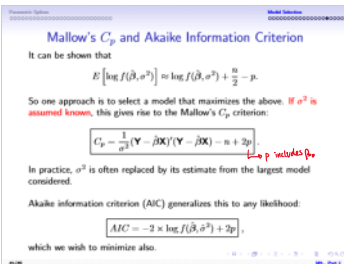 Parametric Splines Model Selection
Mallow's C_p and Akaike Information Criterion
It can be shown that
E [log f(β̂, σ²)] ≈ log f(β̂, σ²) + n/2 − p.
So one approach is to select a model that maximizes the above. If σ² is
assumed known, this gives rise to the Mallow's C_p criterion:
C_p = 1/σ² (Y − β̂X)′(Y − β̂X) − n + 2p
↳ p includes β₀
In practice, σ² is often replaced by its estimate from the largest model
considered.
Akaike information criterion (AIC) generalizes this to any likelihood:
AIC = −2 × log f(β̂, σ̂²) + 2p ,
which we wish to minimize also.